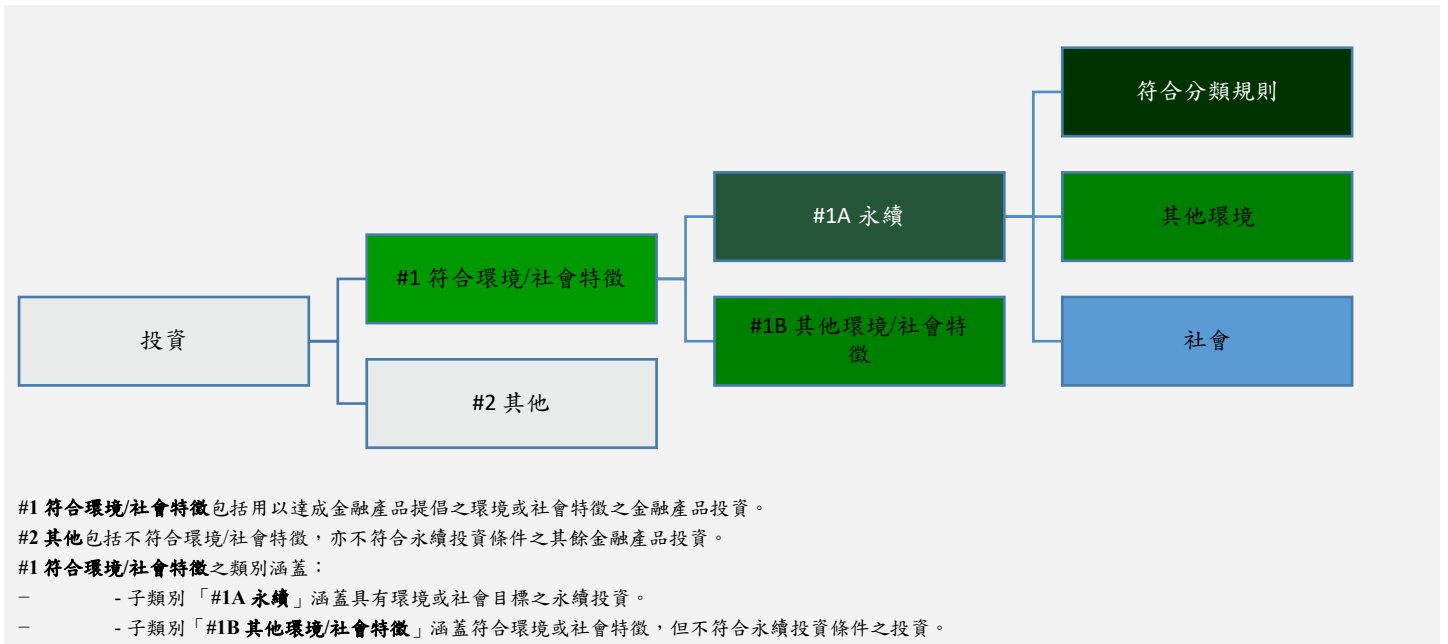 符合分類規則
#1A 永續
其他環境
#1 符合環境/社會特徵
投資
#1B 其他環境/社會特
徵
社會
#2 其他
#1 符合環境/社會特徵包括用以達成金融產品提倡之環境或社會特徵之金融產品投資。
#2 其他包括不符合環境/社會特徵，亦不符合永續投資條件之其餘金融產品投資。
#1 符合環境/社會特徵之類別涵蓋：
− - 子類別「#1A 永續」涵蓋具有環境或社會目標之永續投資。
− - 子類別「#1B 其他環境/社會特徵」涵蓋符合環境或社會特徵，但不符合永續投資條件之投資。